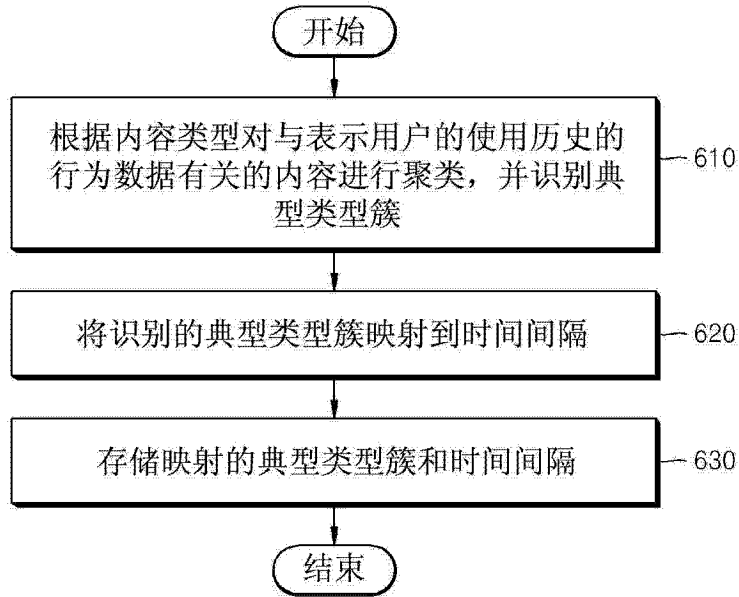 开始
根据内容类型对与表示用户的使用历史的
行为数据有关的内容进行聚类，并识别典
型类型簇
610
将识别的典型类型簇映射到时间间隔
620
存储映射的典型类型簇和时间间隔
630
结束